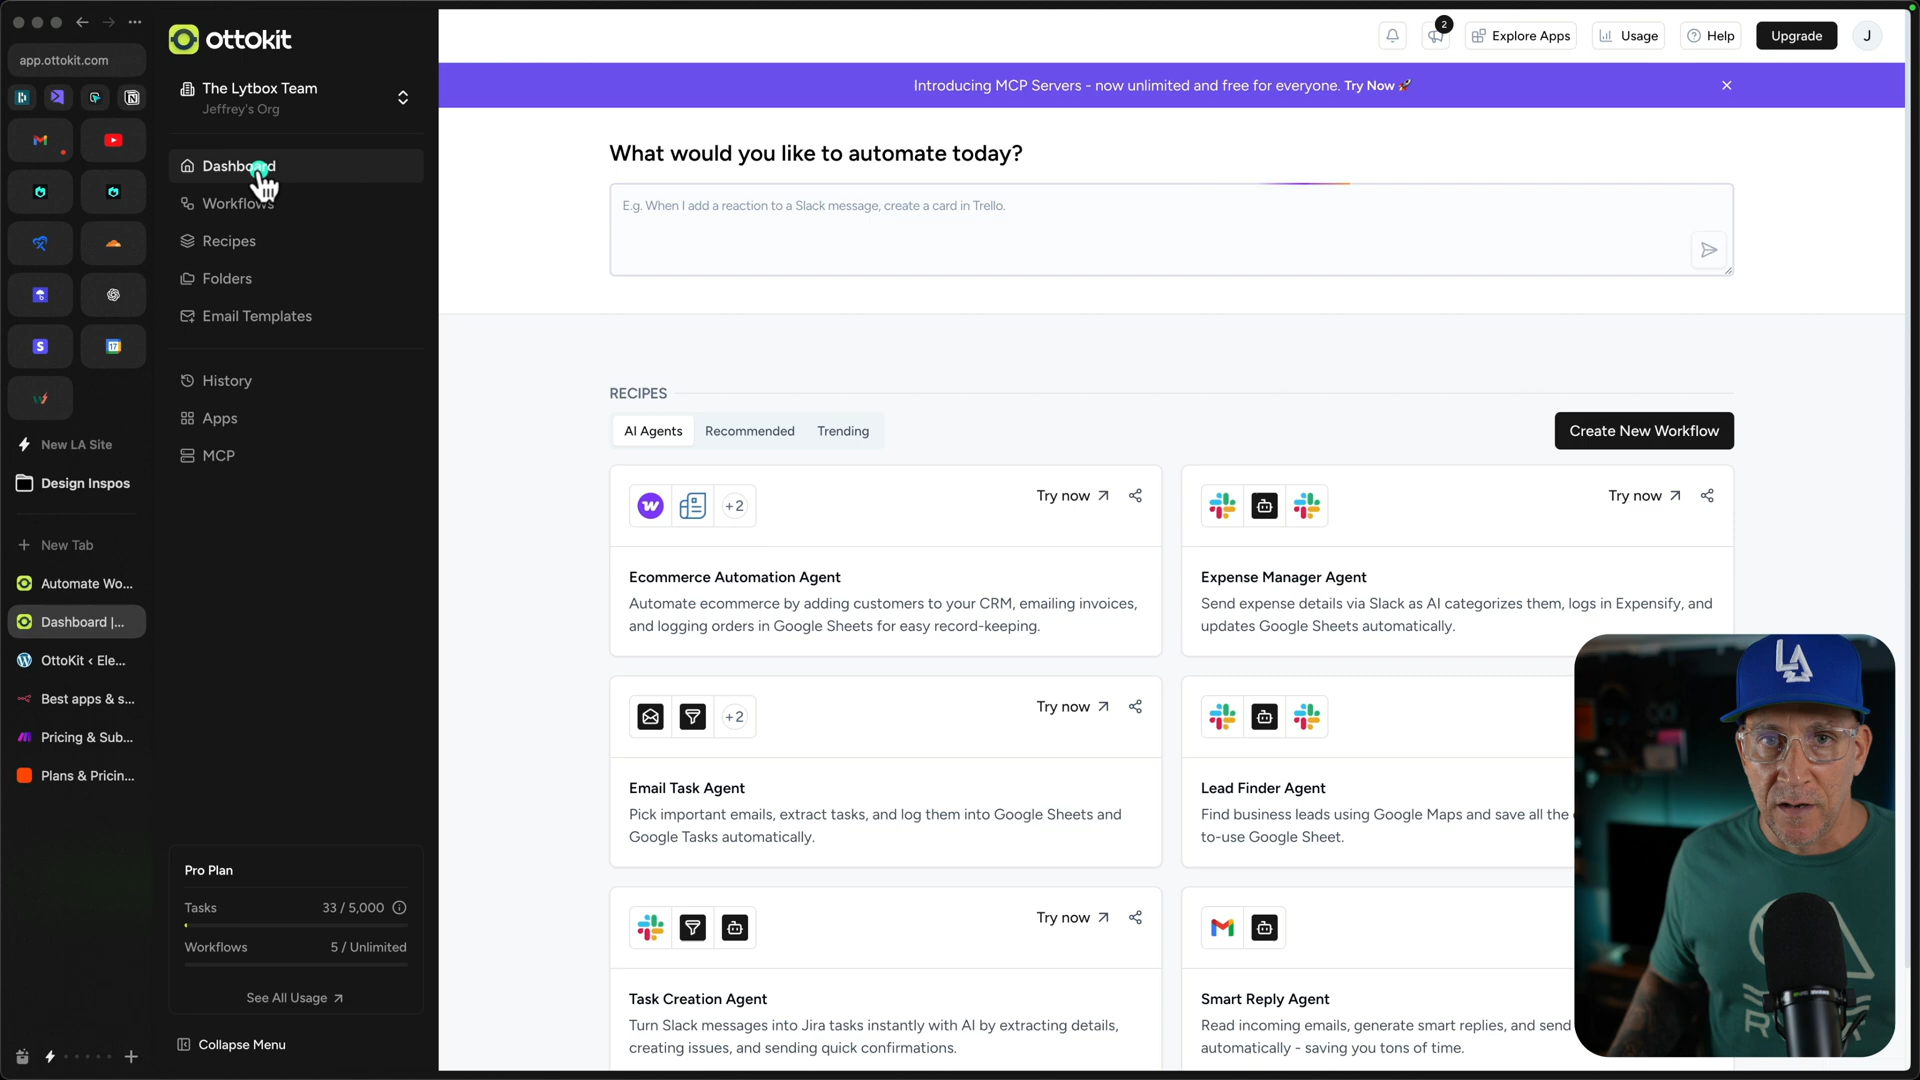 app.ottokit.com
New LA Site
Design Inspos
New Tab
Automate Wo...
Dashboard |...
OttoKit ‹ Ele...
Best apps & s...
Pricing & Sub...
Plans & Pricin...
ottokit
The Lytbox Team
Jeffrey's Org
Dashboard
Workflows
Recipes
Folders
Email Templates
History
Apps
MCP
Pro Plan
Tasks 33 / 5,000
Workflows 5 / Unlimited
See All Usage
Collapse Menu
2
Explore Apps
Usage
Help
Upgrade
J
Introducing MCP Servers - now unlimited and free for everyone. Try Now 🚀
What would you like to automate today?
E.g. When I add a reaction to a Slack message, create a card in Trello.
RECIPES
AI Agents
Recommended
Trending
Create New Workflow
+2
Try now
Ecommerce Automation Agent
Automate ecommerce by adding customers to your CRM, emailing invoices,
and logging orders in Google Sheets for easy record-keeping.
Try now
Expense Manager Agent
Send expense details via Slack as AI categorizes them, logs in Expensify, and
updates Google Sheets automatically.
+2
Try now
Email Task Agent
Pick important emails, extract tasks, and log them into Google Sheets and
Google Tasks automatically.
Lead Finder Agent
Find business leads using Google Maps and save all the
to-use Google Sheet.
Try now
Task Creation Agent
Turn Slack messages into Jira tasks instantly with AI by extracting details,
creating issues, and sending quick confirmations.
Smart Reply Agent
Read incoming emails, generate smart replies, and send
automatically - saving you tons of time.
LA